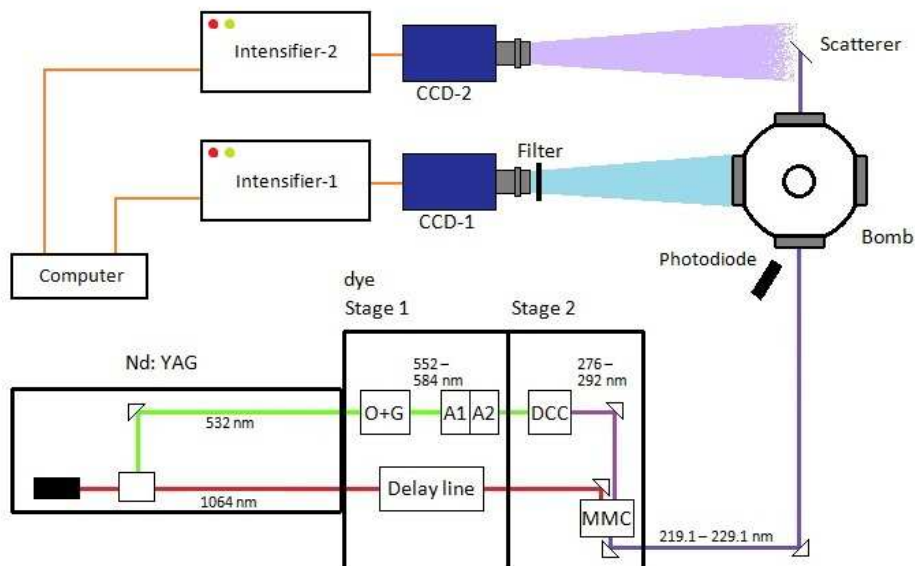 Intensifier-2
CCD-2
Scatterer
Intensifier-1
CCD-1
Filter
Bomb
Photodiode
Computer
dye
Stage 1
Stage 2
Nd: YAG
552 –
584 nm
276 –
292 nm
O+G
A1
A2
DCC
532 nm
1064 nm
Delay line
MMC
219.1 – 229.1 nm